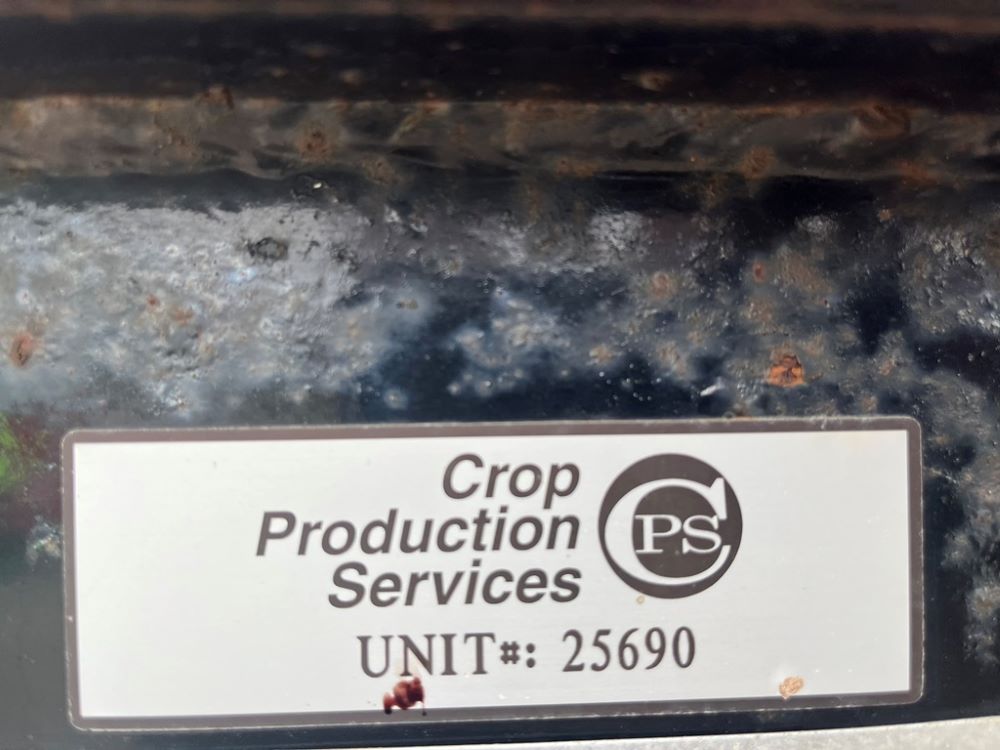 Crop
Production
Services
CPS
UNIT#: 25690